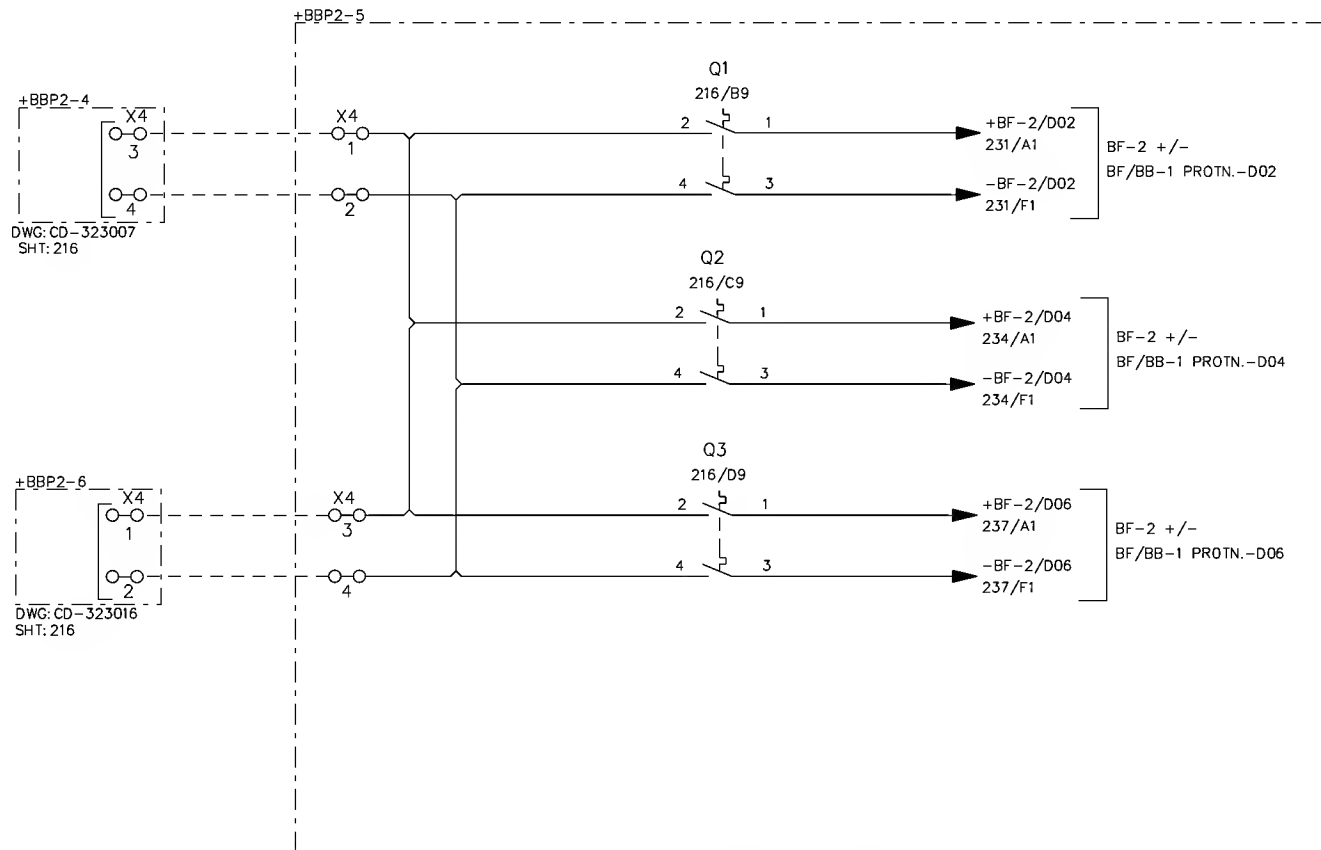 +BBP2-5
Q1
216/B9
+BBP2-4
X4
3
4
DWG: CD-323007
SHT: 216
X4
1
2
2
1
4
3
+BF-2/D02
231/A1
-BF-2/D02
231/F1
BF-2 +/-
BF/BB-1 PROTN.-D02
Q2
216/C9
2
1
4
3
+BF-2/D04
234/A1
-BF-2/D04
234/F1
BF-2 +/-
BF/BB-1 PROTN.-D04
Q3
216/D9
+BBP2-6
X4
1
2
DWG: CD-323016
SHT: 216
X4
3
4
2
1
4
3
+BF-2/D06
237/A1
-BF-2/D06
237/F1
BF-2 +/-
BF/BB-1 PROTN.-D06